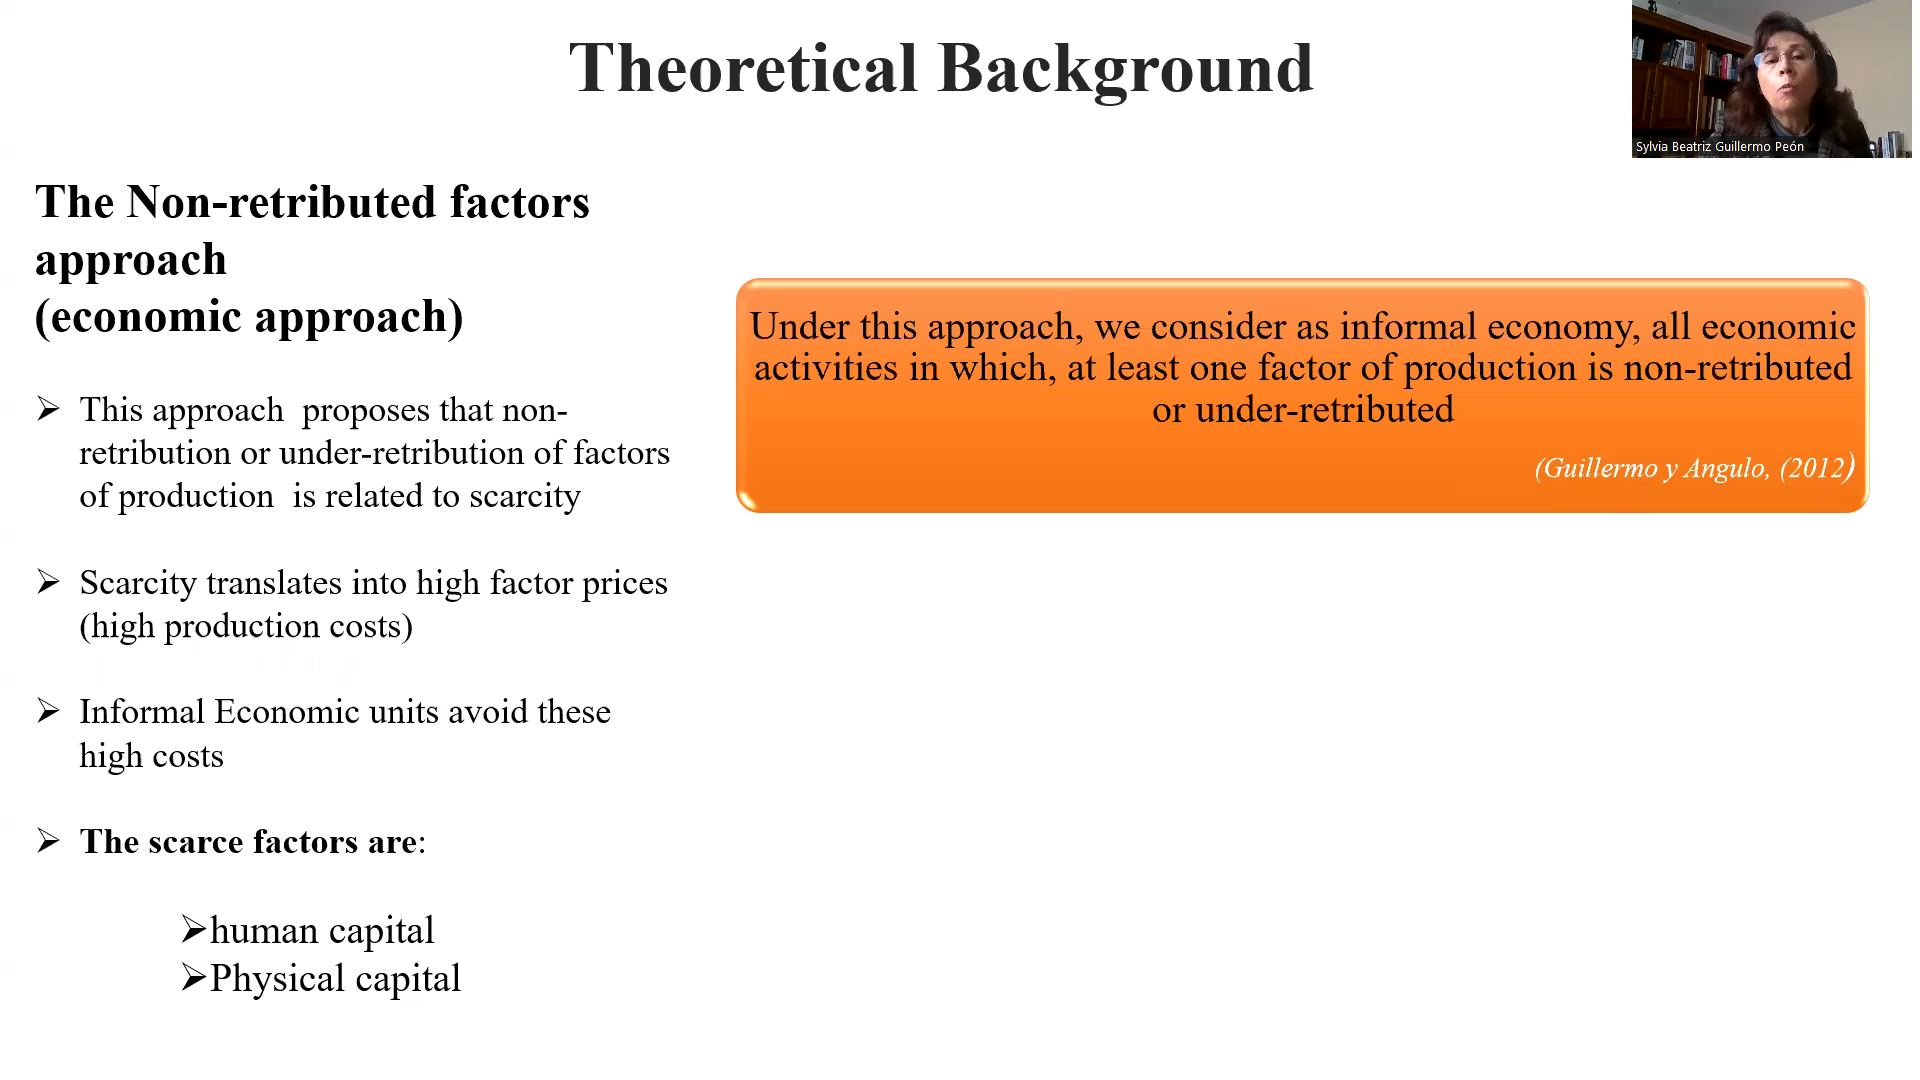 Theoretical Background
Sylvia Beatriz Guillermo Peón
The Non-retributed factors
approach
(economic approach)
➢ This approach  proposes that non-
retribution or under-retribution of factors
of production  is related to scarcity
➢ Scarcity translates into high factor prices
(high production costs)
➢ Informal Economic units avoid these
high costs
➢ The scarce factors are:
➢human capital
➢Physical capital
Under this approach, we consider as informal economy, all economic
activities in which, at least one factor of production is non-retributed
or under-retributed
(Guillermo y Angulo, (2012)